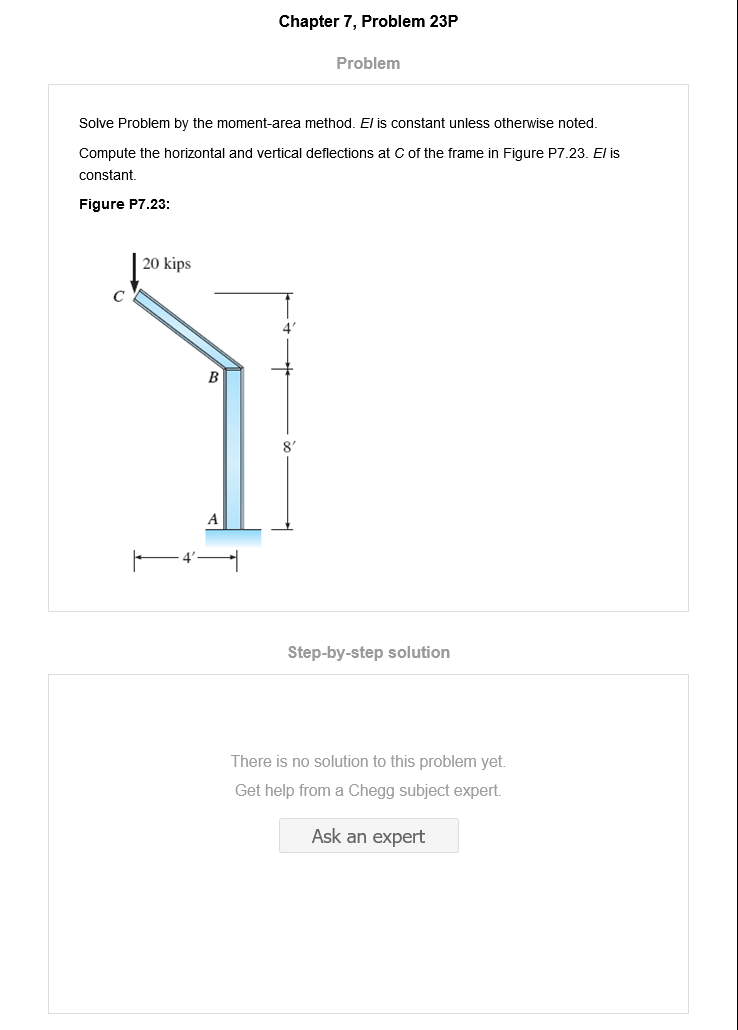 Chapter 7, Problem 23P
Problem
Solve Problem by the moment-area method. EI is constant unless otherwise noted.
Compute the horizontal and vertical deflections at C of the frame in Figure P7.23. EI is
constant.
Figure P7.23:
20 kips
C
4′
B
8′
A
4′
Step-by-step solution
There is no solution to this problem yet.
Get help from a Chegg subject expert.
Ask an expert